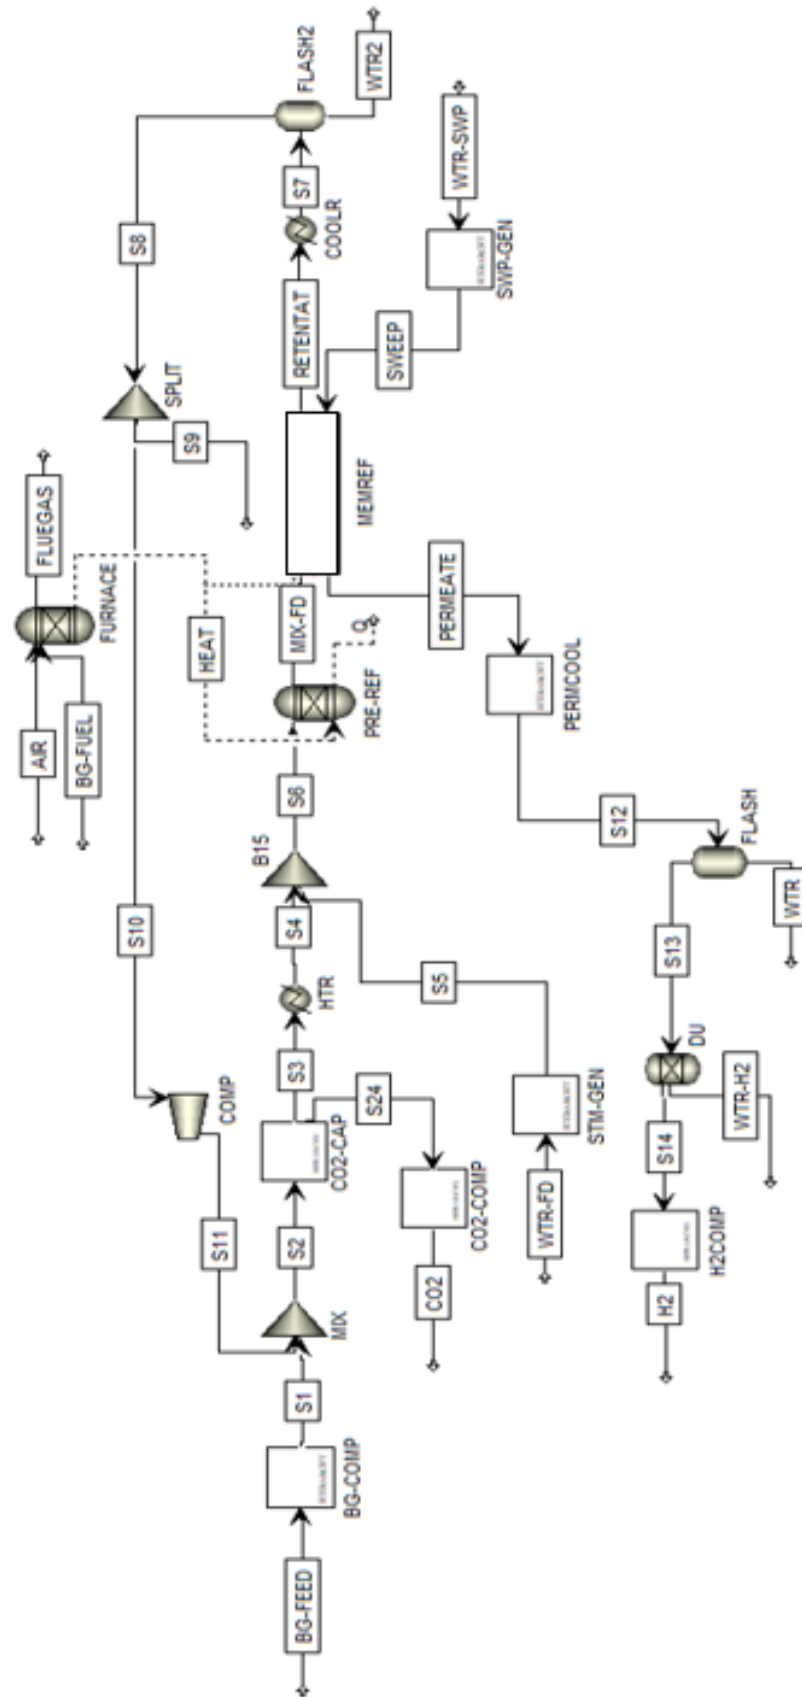 BG-FEED
BG-COMP
S1
MIX
S2
S11
COMP
CO2-CAP
S3
S24
CO2-COMP
CO2
HTR
S4
B15
S5
STM-GEN
WTR-FD
S6
PRE-REF
Q
HEAT
MIX-FD
AIR
BG-FUEL
FURNACE
FLUEGAS
S10
SPLIT
S9
S8
MEMREF
RETENTAT
COOLR
S7
FLASH2
WTR2
SWEEP
SWP-GEN
WTR-SWP
PERMEATE
PERMCOOL
S12
FLASH
WTR
S13
DU
WTR-H2
S14
H2COMP
H2